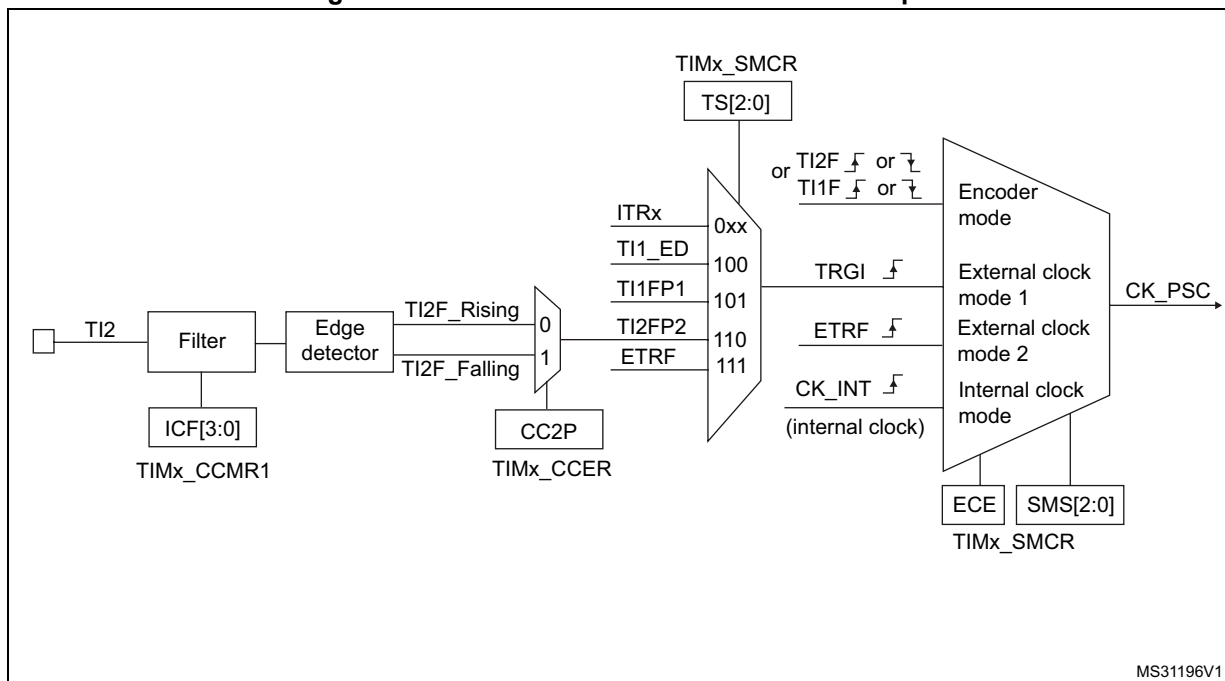 TIMx_SMCR
TS[2:0]
or TI2F or
TI1F or
Encoder
mode
ITRx
0xx
TI1_ED
100
TRGI
External clock
mode 1
CK_PSC
TI1FP1
101
TI2F_Rising
0
TI2FP2
110
ETRF
External clock
mode 2
TI2
Filter
Edge
detector
TI2F_Falling
1
ETRF
111
CK_INT
(internal clock)
Internal clock
mode
ICF[3:0]
TIMx_CCMR1
CC2P
TIMx_CCER
ECE
SMS[2:0]
TIMx_SMCR
MS31196V1